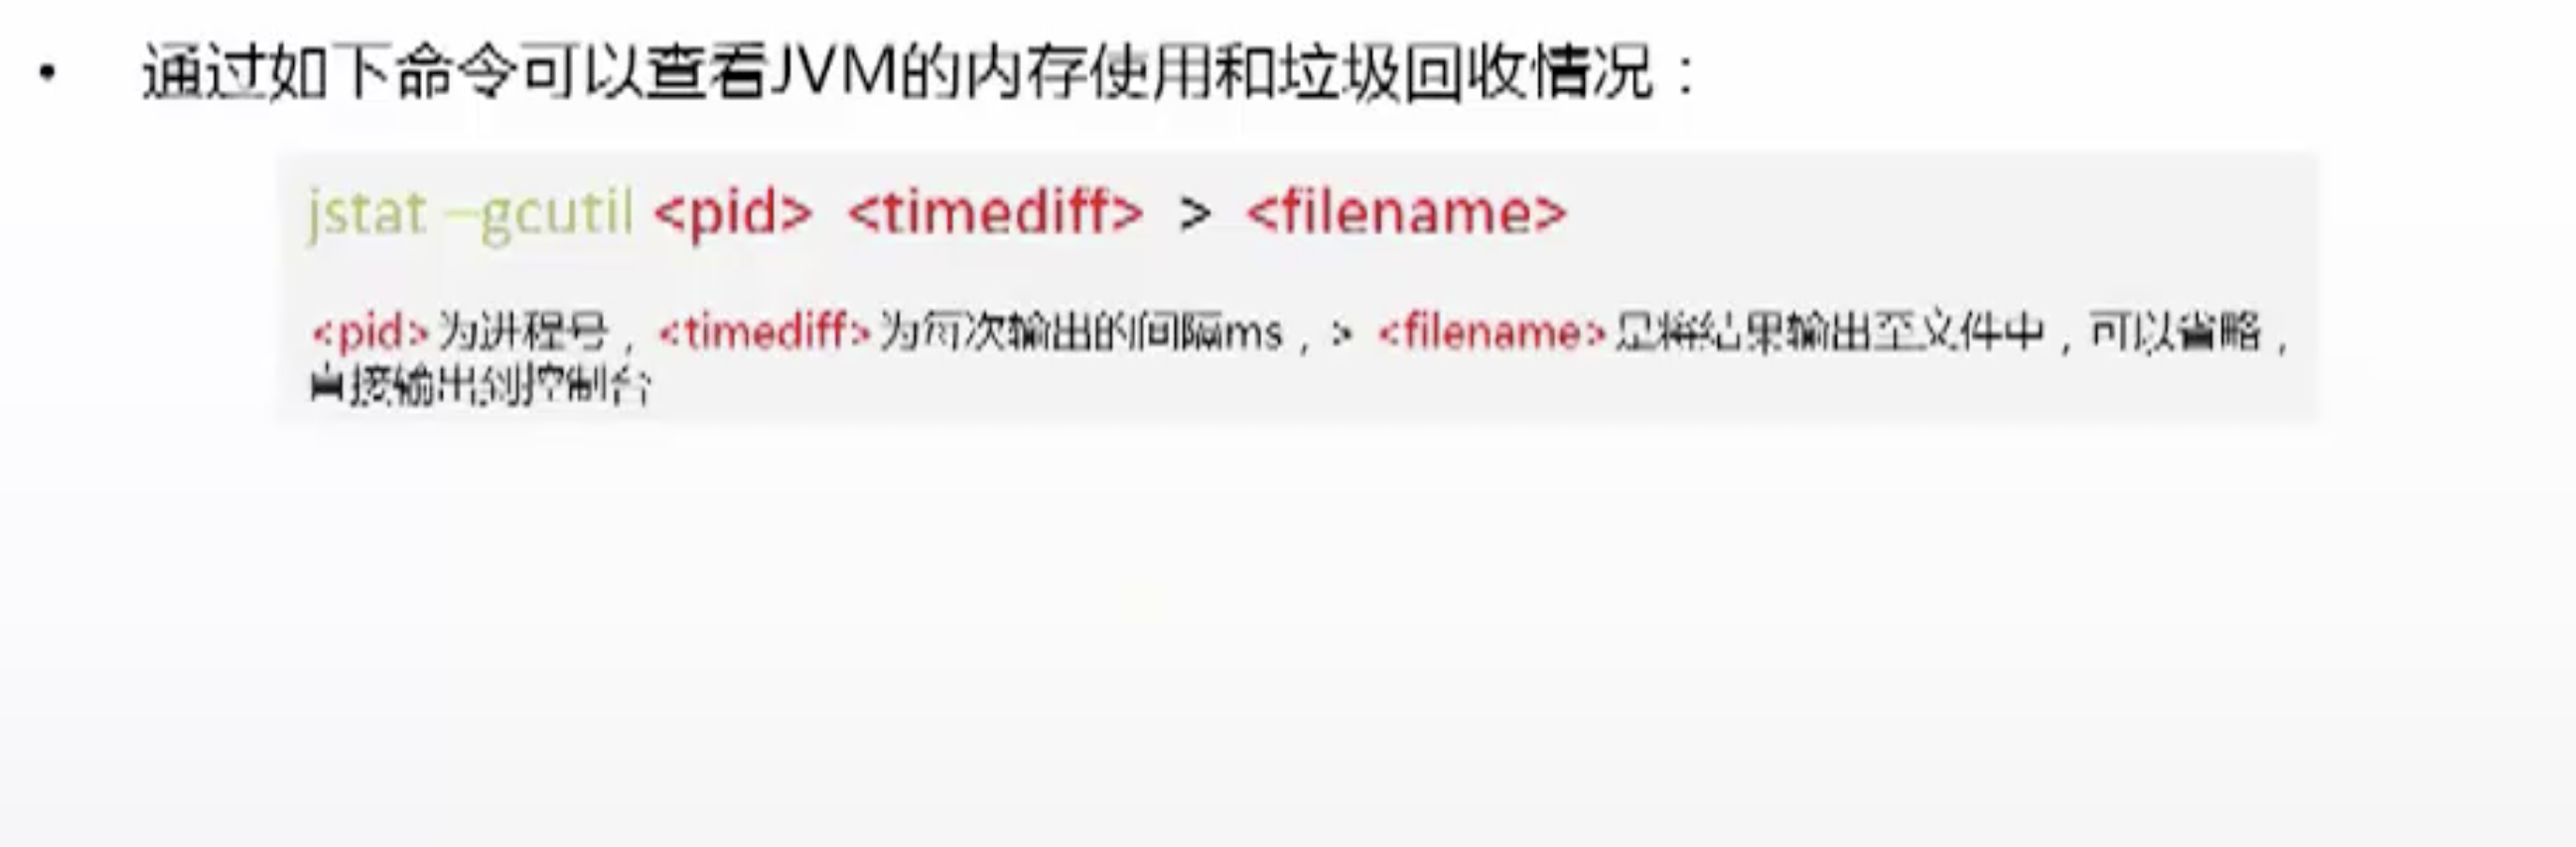 • 通过如下命令可以查看JVM的内存使用和垃圾回收情况：
jstat –gcutil <pid> <timediff> > <filename>
<pid>为进程号，<timediff>为每次输出的间隔ms，> <filename>是将结果输出至文件中，可以省略，
直接输出到控制台